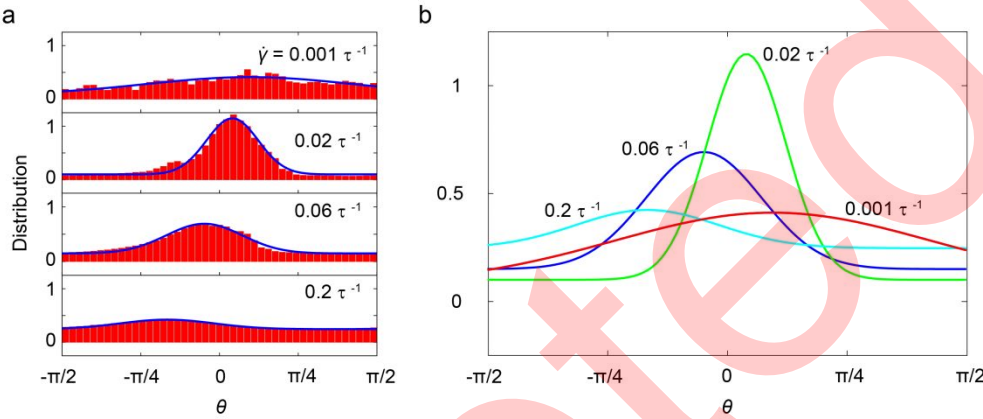 a
1
0
γ̇ = 0.001 τ⁻¹
1
0
0.02 τ⁻¹
1
0
0.06 τ⁻¹
1
0
0.2 τ⁻¹
Distribution
-π/2 -π/4 0 π/4 π/2
θ
b
1
0.5
0
0.02 τ⁻¹
0.06 τ⁻¹
0.2 τ⁻¹
0.001 τ⁻¹
-π/2 -π/4 0 π/4 π/2
θ